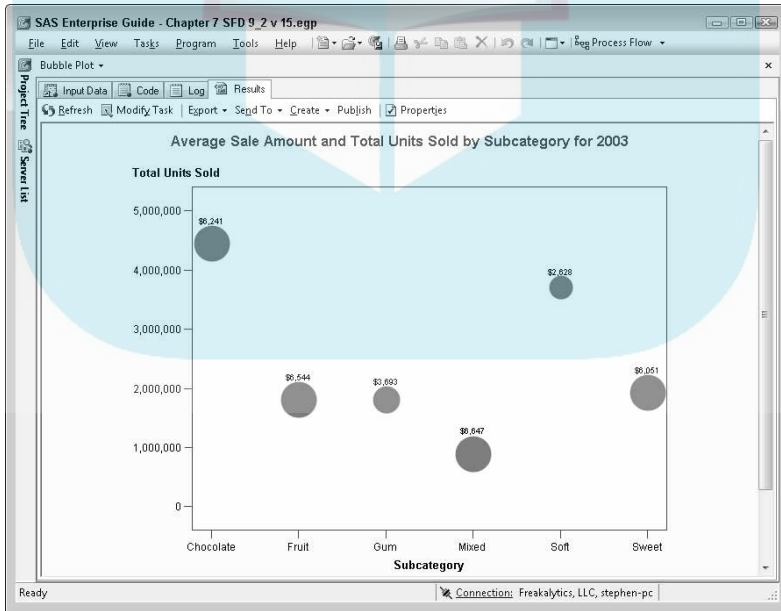 SAS Enterprise Guide - Chapter 7 SFD 9_2 v 15.egp
File Edit View Tasks Program Tools Help Process Flow
Bubble Plot
Project Tree
Server List
Input Data Code Log Results
Refresh Modify Task Export Send To Create Publish Properties
Average Sale Amount and Total Units Sold by Subcategory for 2003
Total Units Sold
5,000,000
4,000,000
3,000,000
2,000,000
1,000,000
0
$6,241
$6,544
$3,693
$6,647
$2,628
$6,051
Chocolate Fruit Gum Mixed Soft Sweet
Subcategory
Ready
Connection: Freakalytics, LLC, stephen-pc